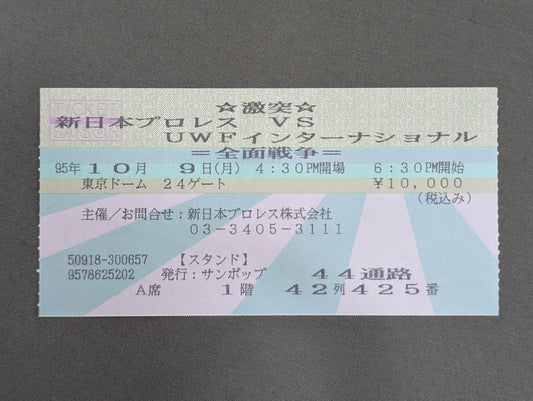 ☆激突☆
新日本プロレス VS
UWFインターナショナル
=全面戦争=
95年10月 9日(月) 4:30PM開場 6:30PM開始
東京ドーム 24ゲート ¥10,000
(税込み)
主催/お問合せ:新日本プロレス株式会社
03-3405-3111
50918-300657 【スタンド】
9578625202 発行:サンポップ 44通路
A席 1階 42列425番